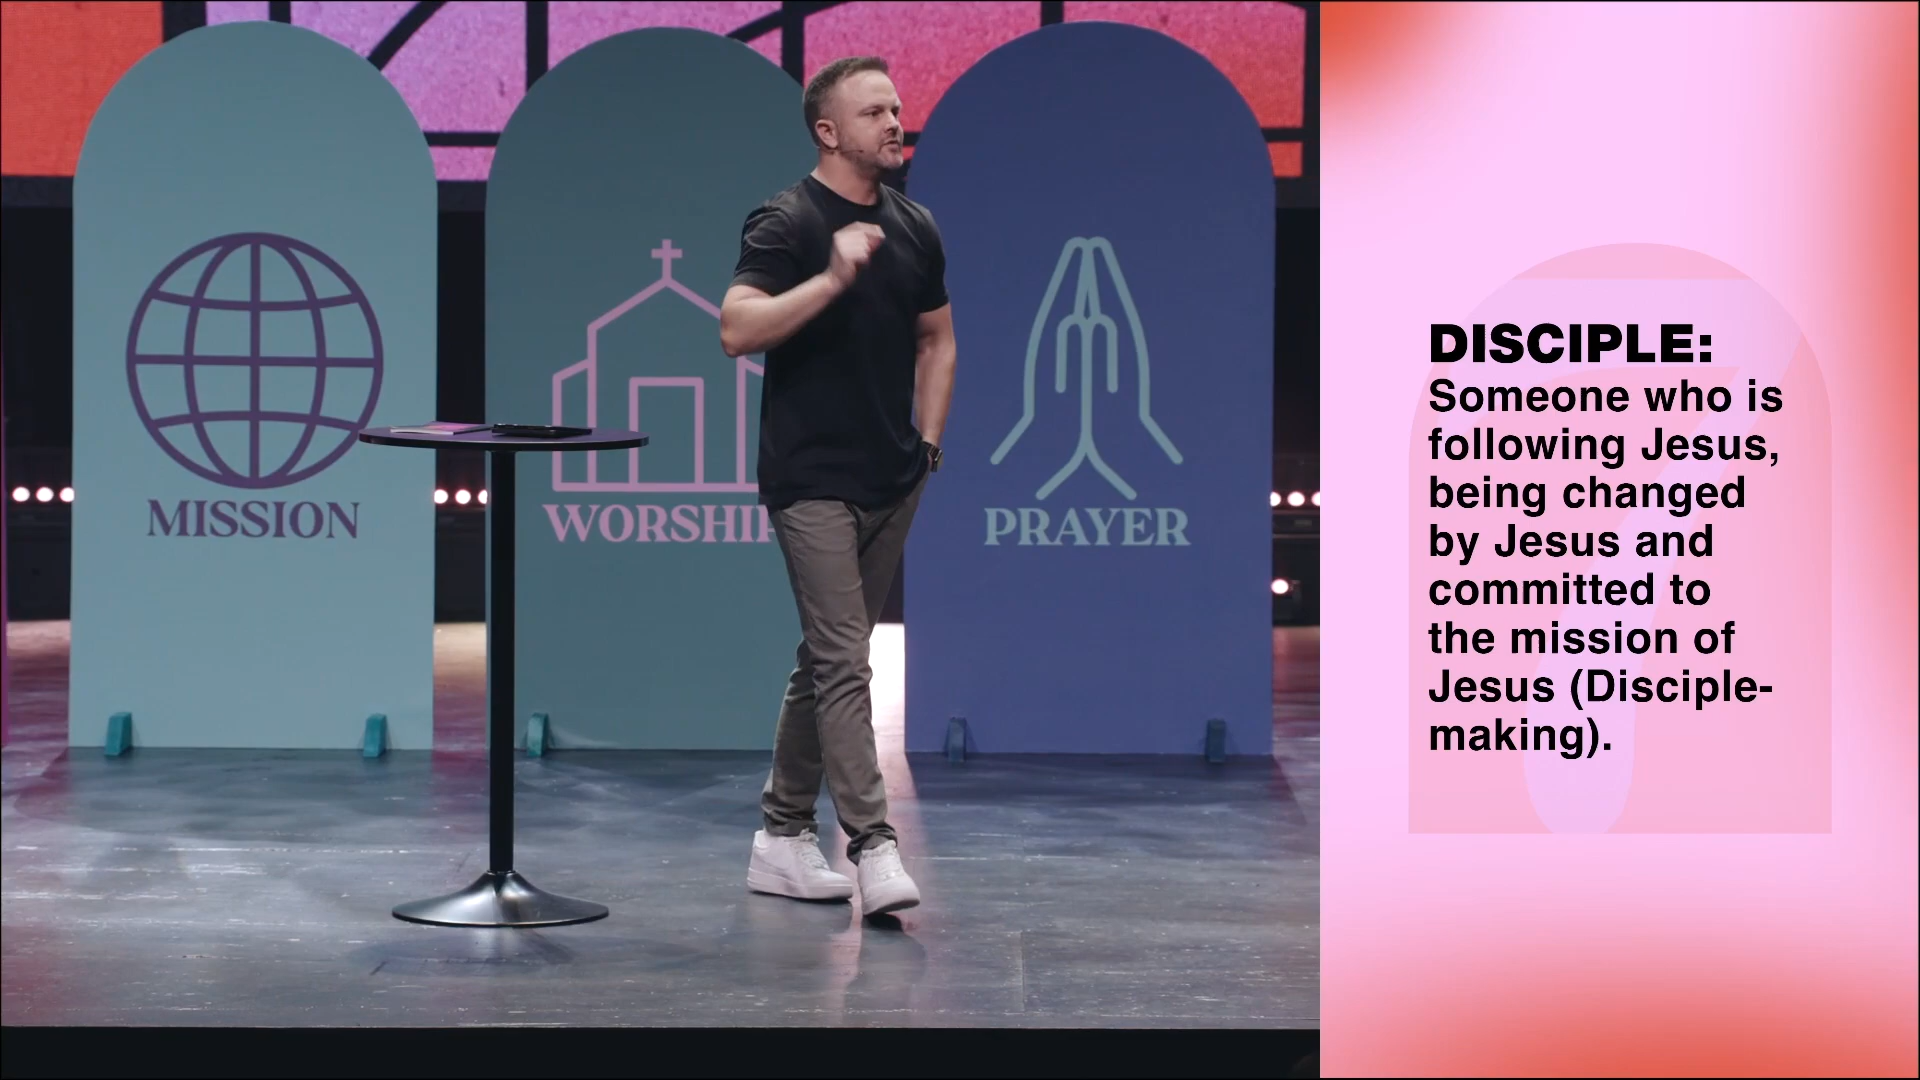 MISSION
WORSHIP
PRAYER
DISCIPLE:
Someone who is
following Jesus,
being changed
by Jesus and
committed to
the mission of
Jesus (Disciple-
making).